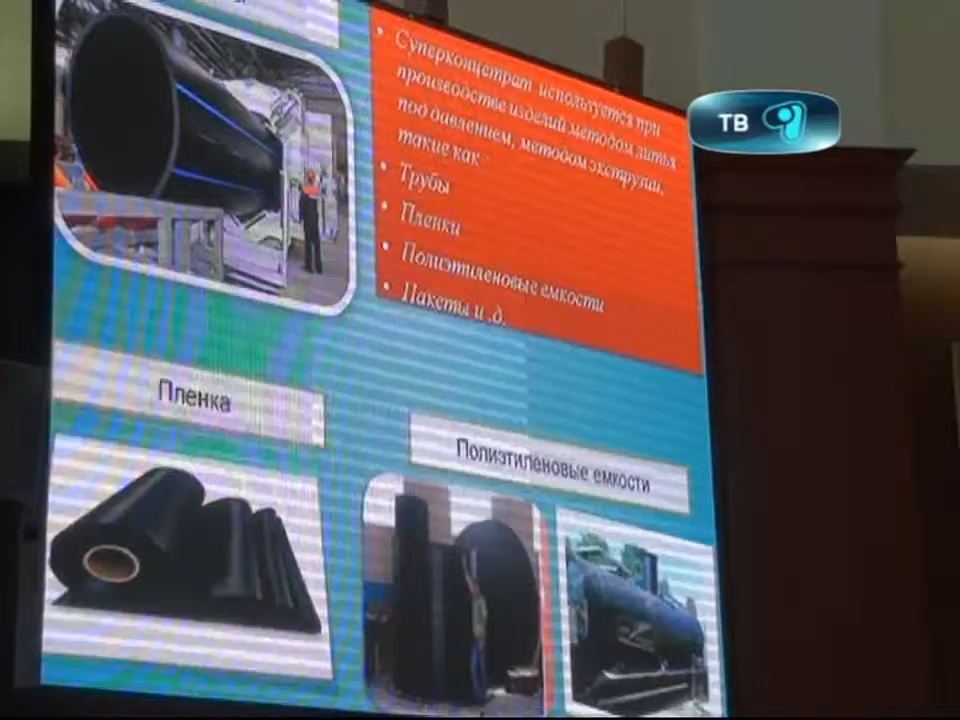 • Суперконцетрат используется при
производстве изделий методом литья
под давлением, методом экструзии,
такие как
• Трубы
• Пленки
• Полиэтиленовые емкости
• Пакеты и .д.
ТВ
Пленка
Полиэтиленовые емкости